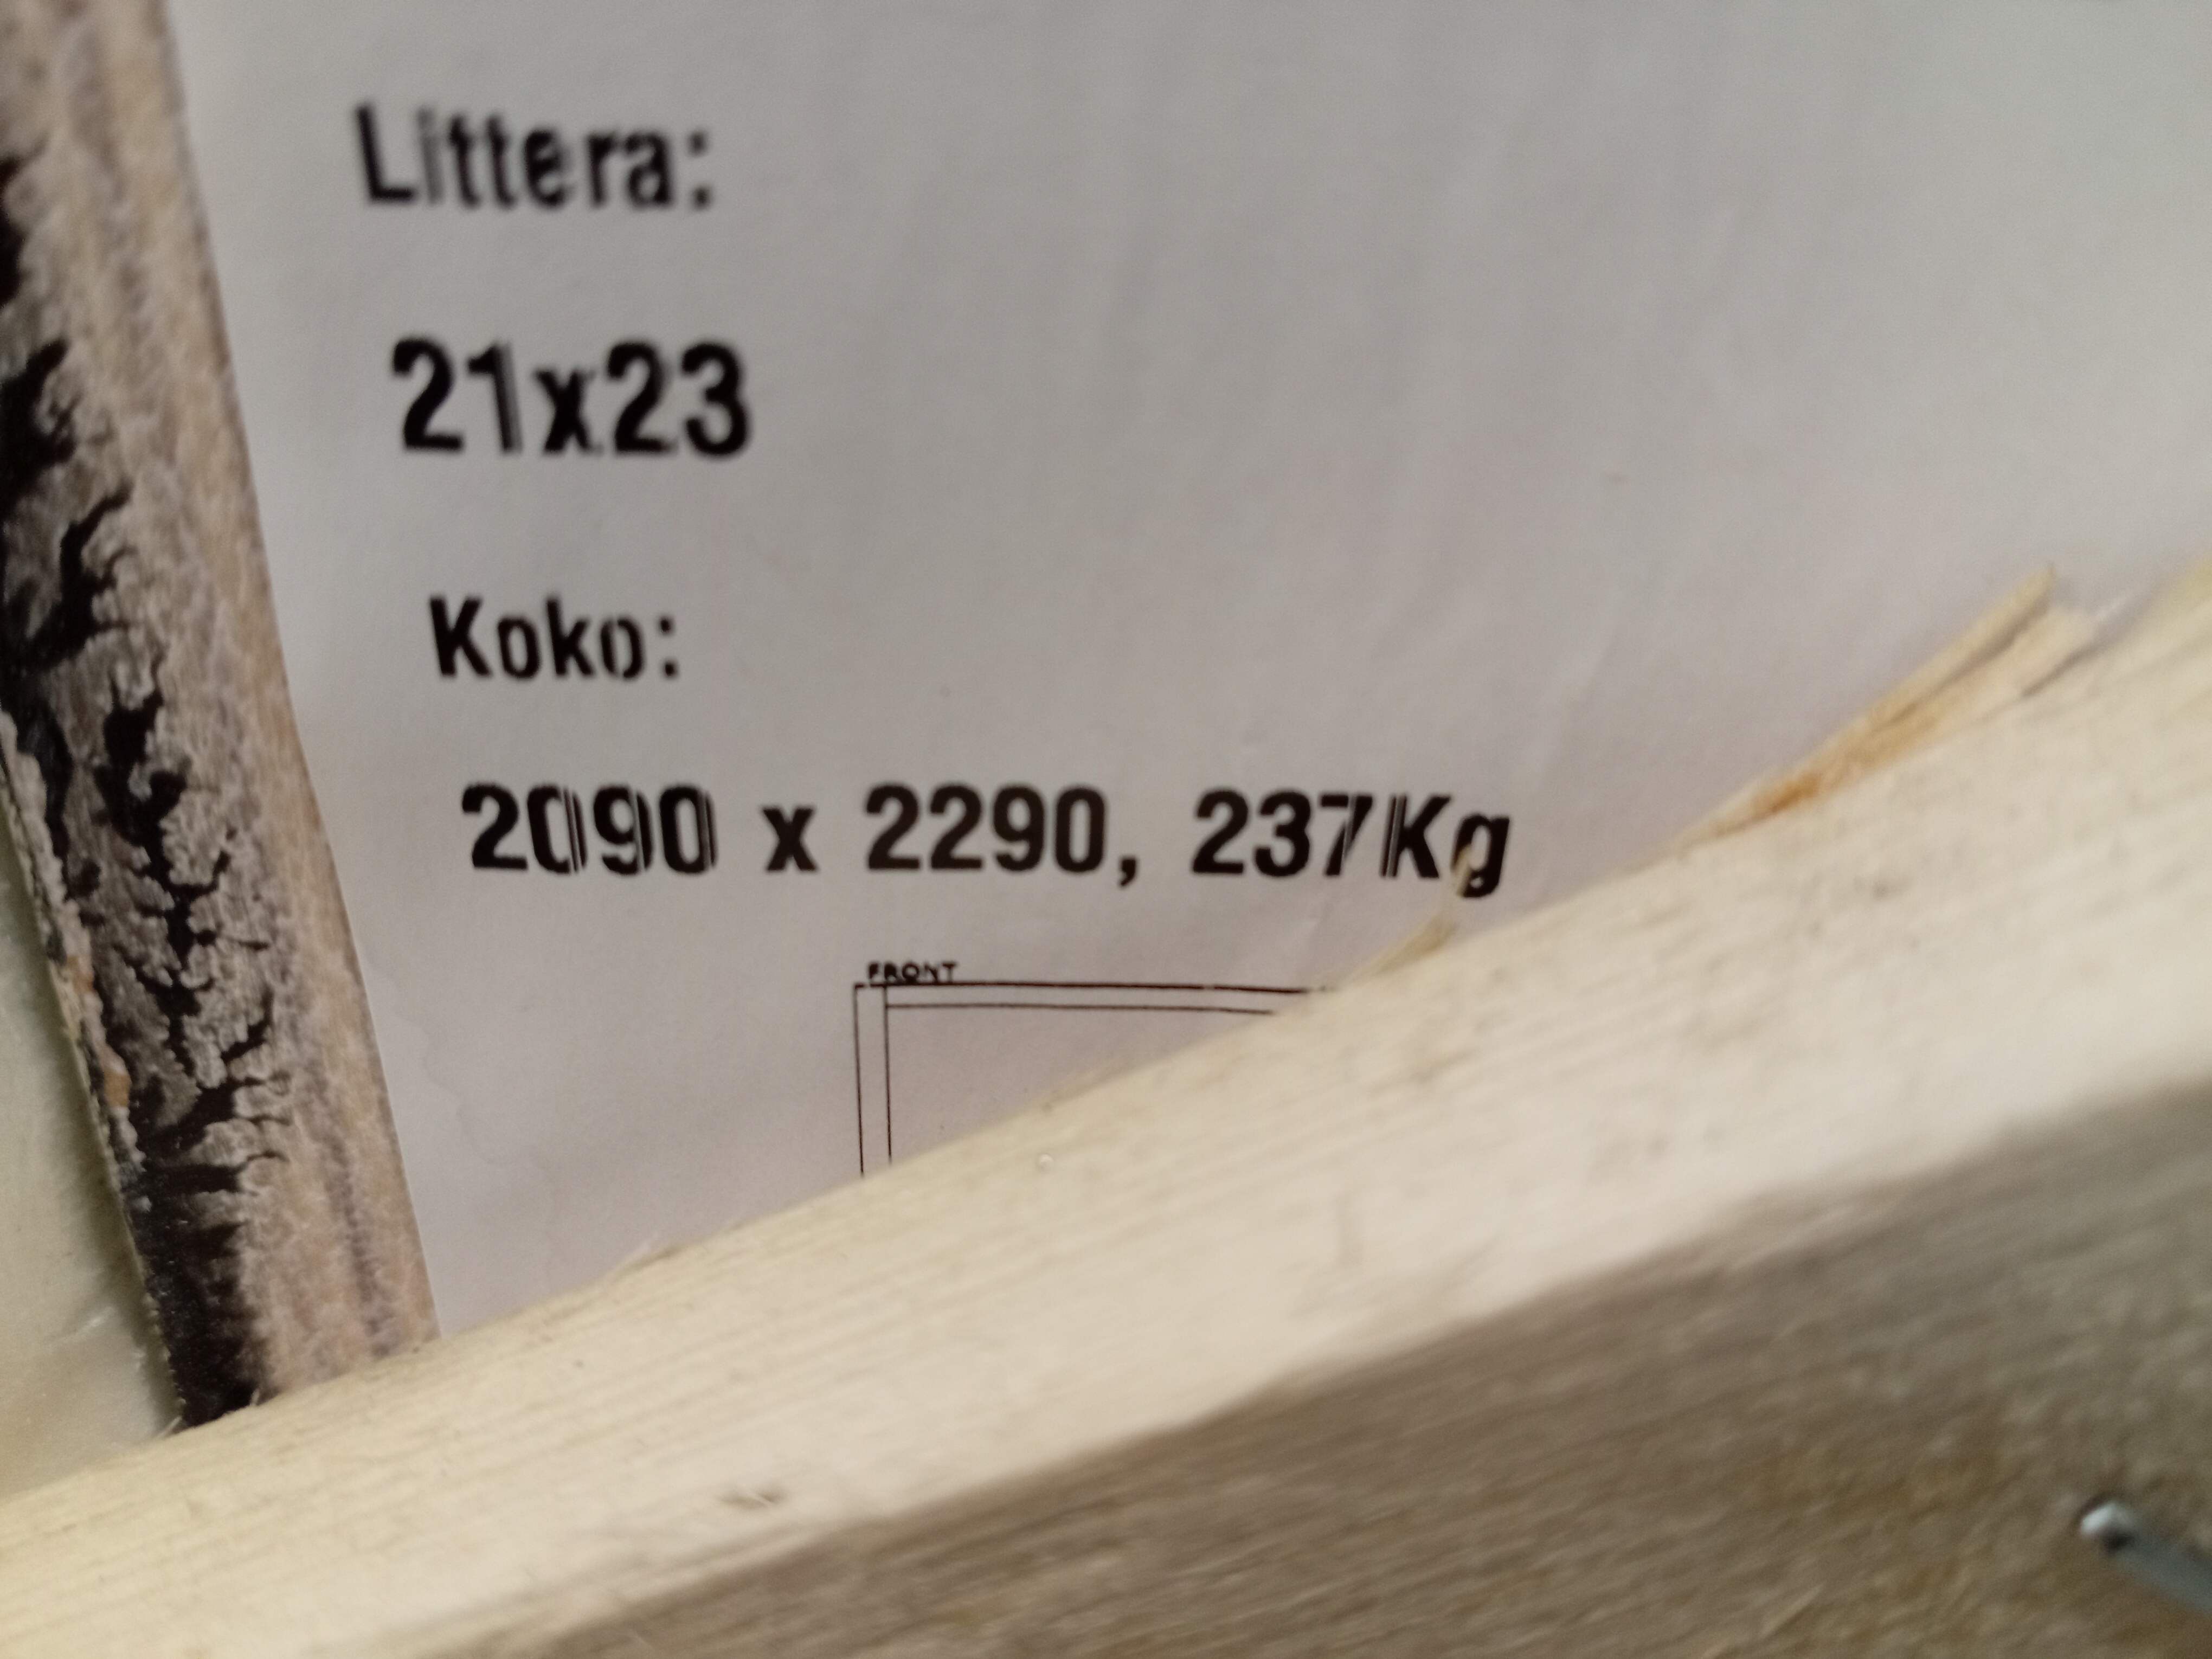 Littera:
21x23
Koko:
2090 x 2290, 237Kg
FRONT